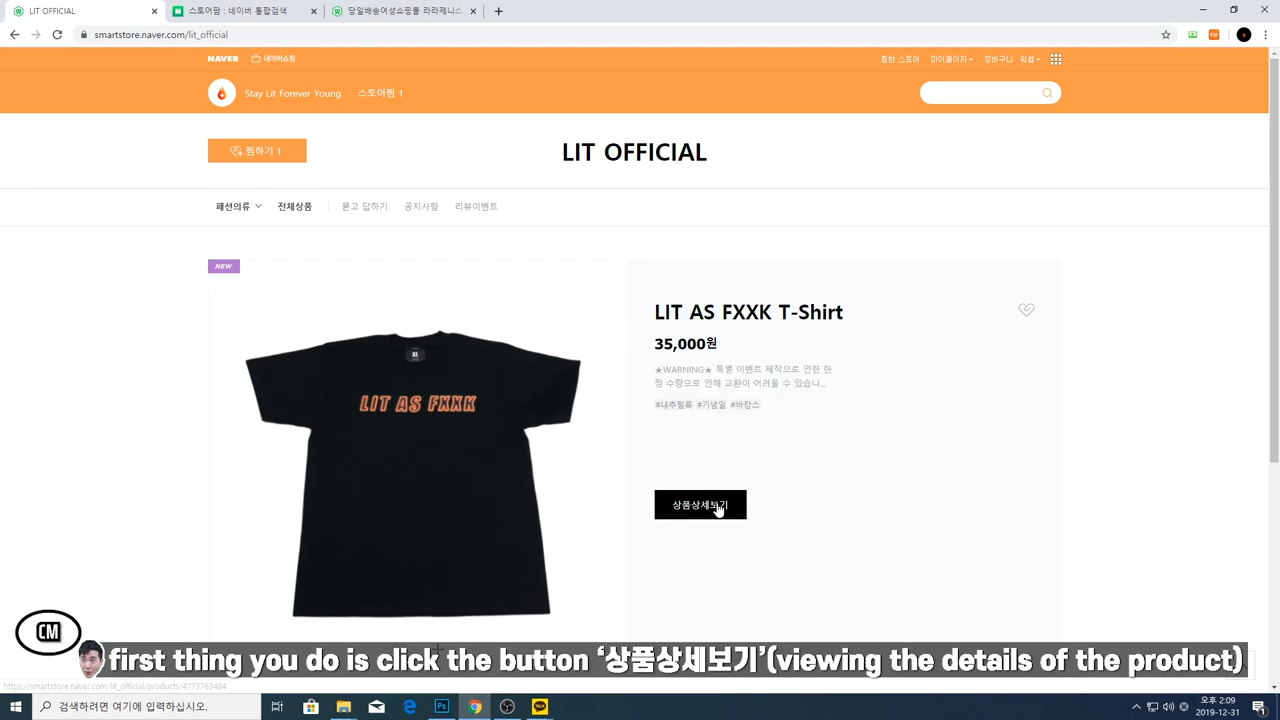 LIT OFFICIAL
스토어찜 : 네이버 통합검색
당일배송여성쇼핑몰 라라제니스
smartstore.naver.com/lit_official
NAVER 네이버쇼핑
찜한 스토어 마이페이지 장바구니 위셀
Stay Lit Forever Young 스토어찜 1
찜하기 1
LIT OFFICIAL
패션의류 전체상품 묻고 답하기 공지사항 리뷰이벤트
NEW
LIT AS FXXK T-Shirt
35,000원
★WARNING★ 특별 이벤트 제작으로 인한 한
정 수량으로 인해 교환이 어려울 수 있습니...
#내추럴룩 #기념일 #바캉스
LIT AS FXXK
상품상세보기
CM
first thing you do is click the button ‘상품상세보기’(viewing the details of the product)
https://smartstore.naver.com/lit_official/products/4773763484
검색하려면 여기에 입력하십시오.
Ps
TALK
오후 2:09
2019-12-31
1